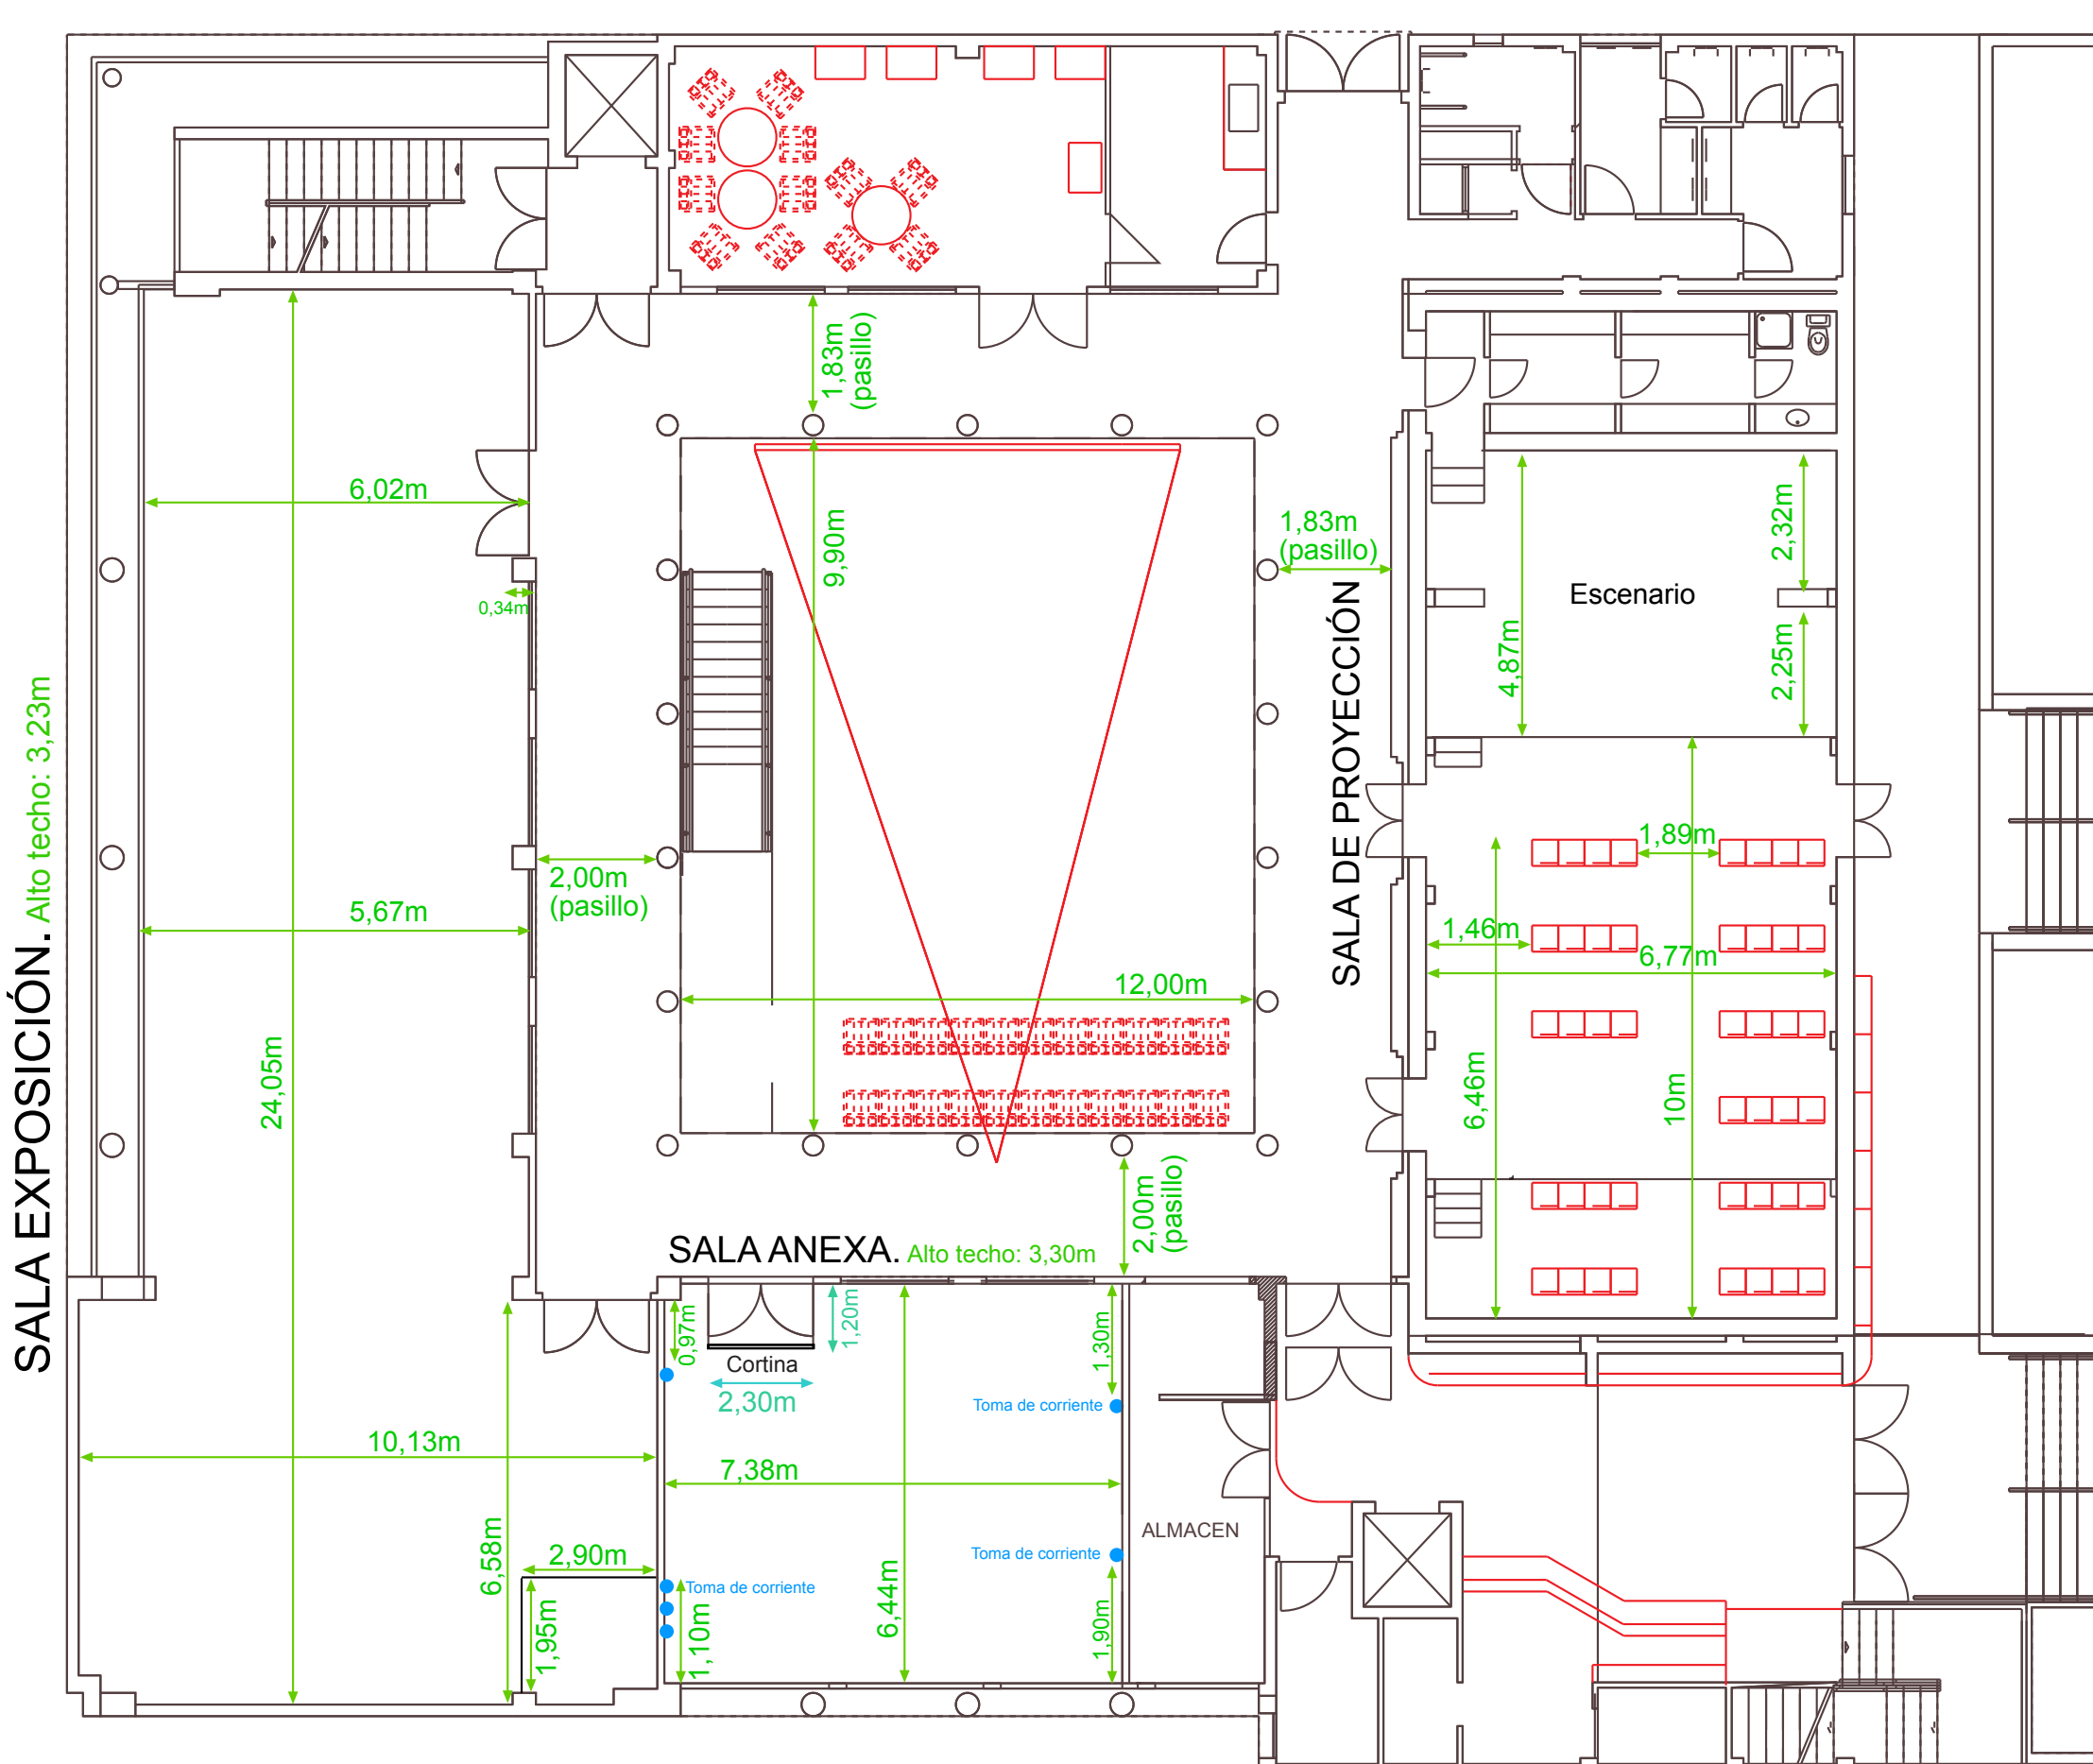 SALA EXPOSICIÓN. Alto techo: 3,23m
1,83m
(pasillo)
6,02m
9,90m
1,83m
(pasillo)
2,32m
0,34m
Escenario
SALA DE PROYECCIÓN
4,87m
2,25m
1,89m
2,00m
(pasillo)
5,67m
1,46m
6,77m
12,00m
24,05m
6,46m
10m
2,00m
(pasillo)
SALA ANEXA. Alto techo: 3,30m
0,97m
1,20m
1,30m
Cortina
2,30m
Toma de corriente
10,13m
7,38m
ALMACEN
6,58m
2,90m
Toma de corriente
Toma de corriente
6,44m
1,95m
1,10m
1,90m